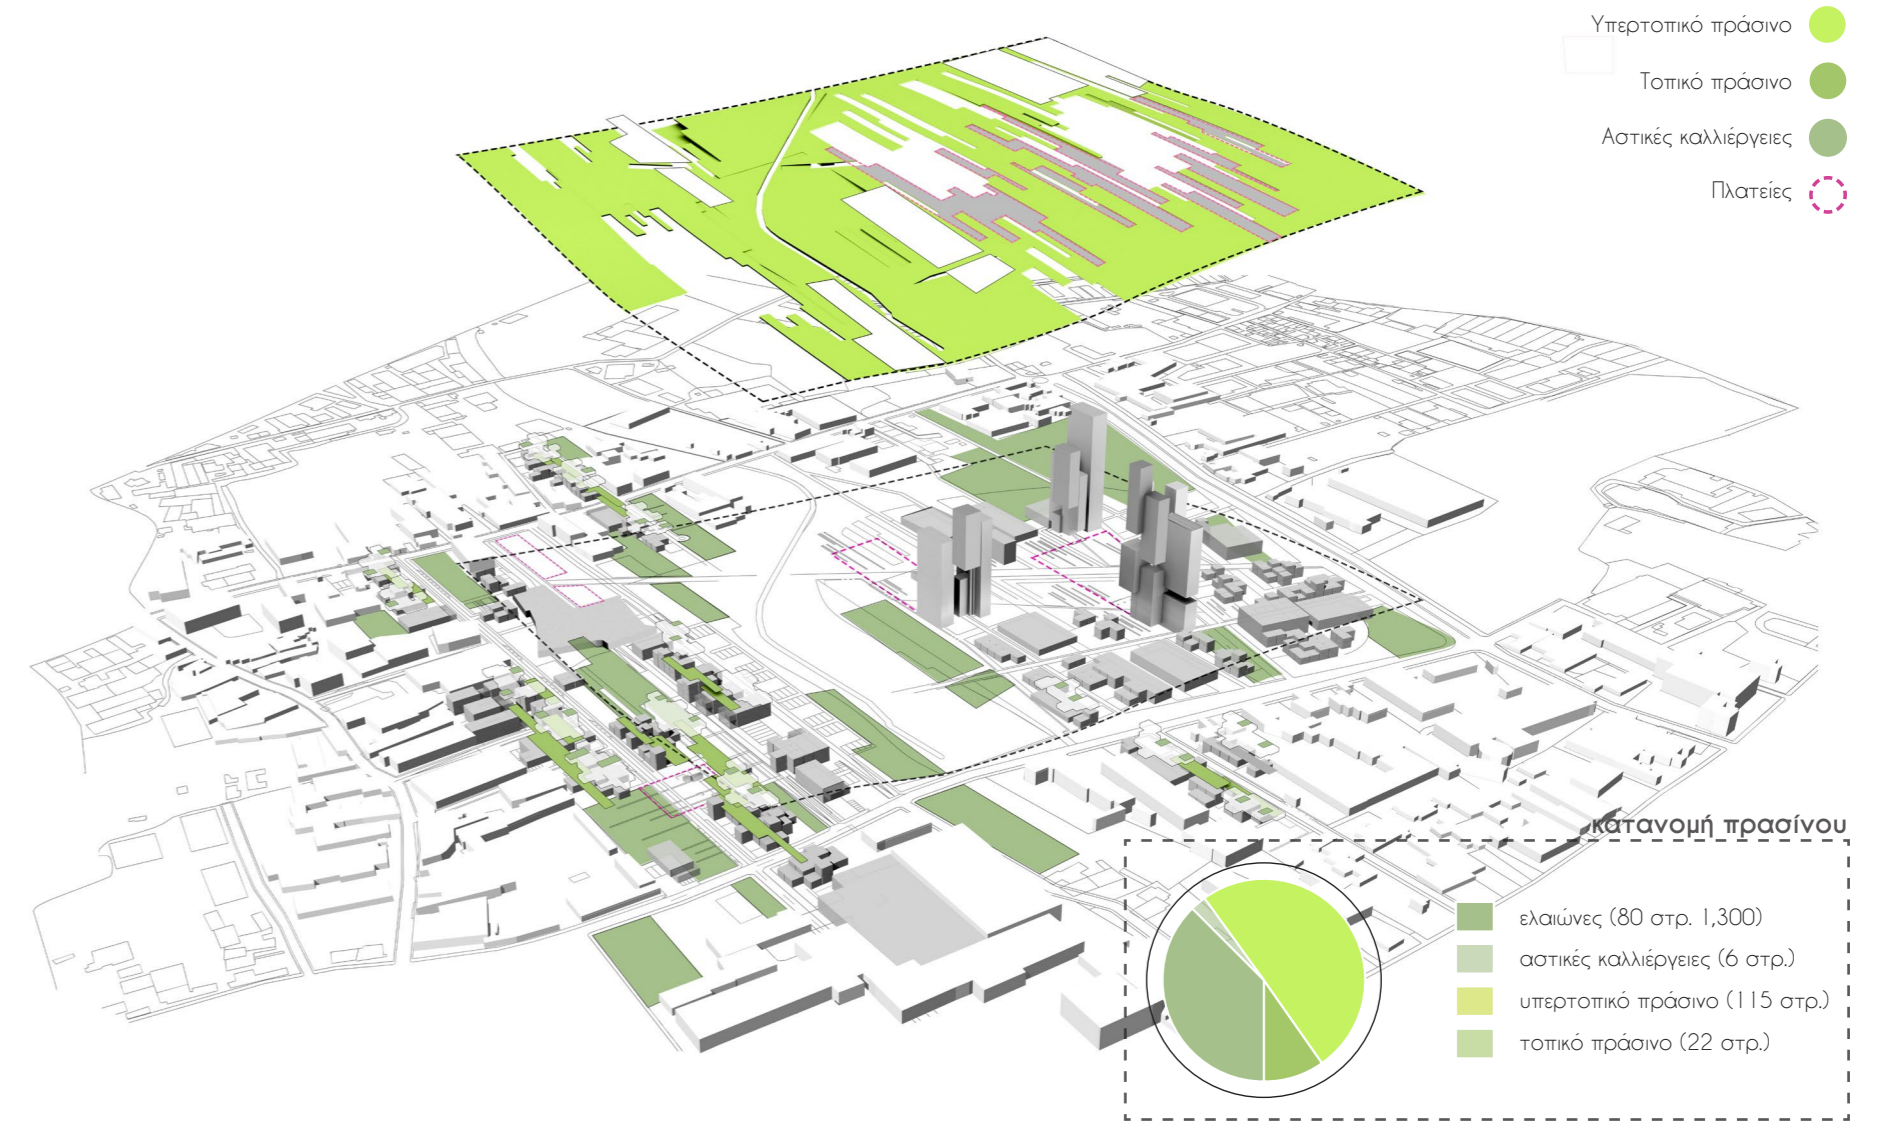 Υπερτοπικό πράσινο
Τοπικό πράσινο
Αστικές καλλιέργειες
Πλατείες
κατανομή πρασίνου
ελαιώνες (80 στρ. 1,300)
αστικές καλλιέργειες (6 στρ.)
υπερτοπικό πράσινο (115 στρ.)
τοπικό πράσινο (22 στρ.)